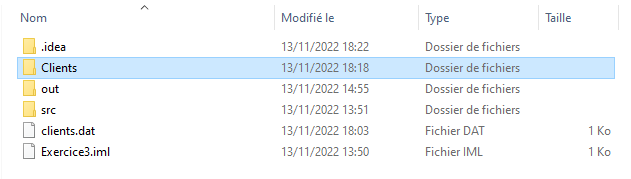 Nom Modifié le Type Taille
.idea 13/11/2022 18:22 Dossier de fichiers
Clients 13/11/2022 18:18 Dossier de fichiers
out 13/11/2022 14:55 Dossier de fichiers
src 13/11/2022 13:51 Dossier de fichiers
clients.dat 13/11/2022 18:03 Fichier DAT 1 Ko
Exercice3.iml 13/11/2022 13:50 Fichier IML 1 Ko